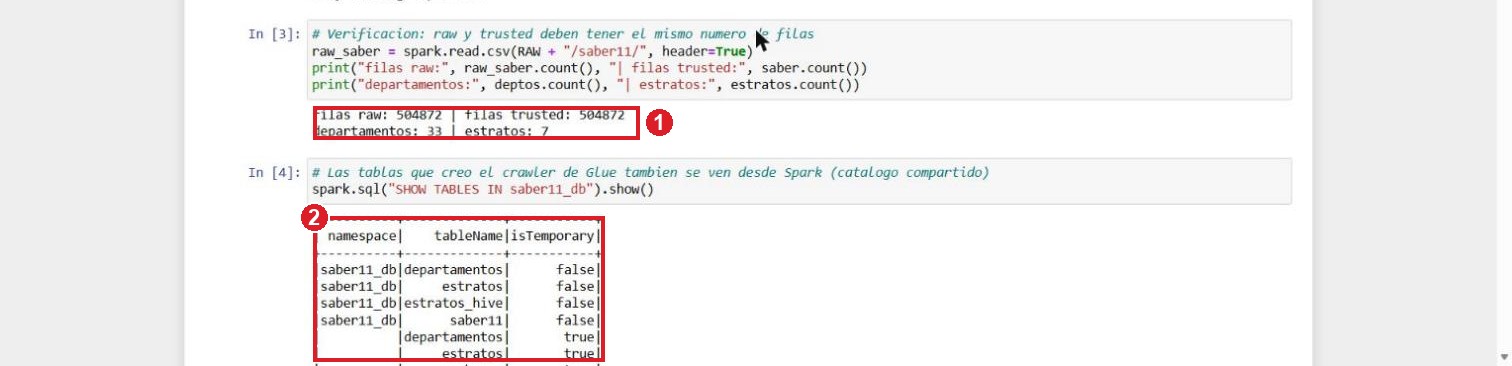 In [3]: # Verificacion: raw y trusted deben tener el mismo numero de filas
raw_saber = spark.read.csv(RAW + "/saber11/", header=True)
print("filas raw:", raw_saber.count(), "| filas trusted:", saber.count())
print("departamentos:", deptos.count(), "| estratos:", estratos.count())
filas raw: 504872 | filas trusted: 504872
1
departamentos: 33 | estratos: 7
In [4]: # Las tablas que creo el crawler de Glue tambien se ven desde Spark (catalogo compartido)
spark.sql("SHOW TABLES IN saber11_db").show()
2
namespace| tableName|isTemporary|
+----------+-------------+-----------+
|saber11_db|departamentos| false|
|saber11_db| estratos| false|
|saber11_db|estratos_hive| false|
|saber11_db| saber11| false|
| |departamentos| true|
| | estratos| true|